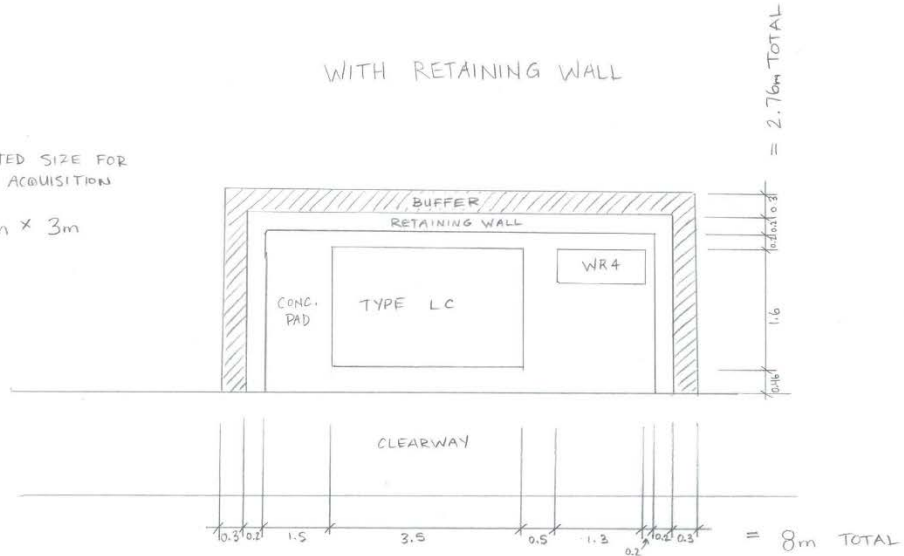 WITH RETAINING WALL
= 2.76m TOTAL
TED SIZE FOR
ACQUISITION
m × 3m
BUFFER
RETAINING WALL
WR4
CONC.
PAD
TYPE LC
0.3
0.2
0.2
1.6
0.46
CLEARWAY
0.3 0.2 1.5 3.5 0.5 1.3 0.2 0.2 0.3
= 8m TOTAL